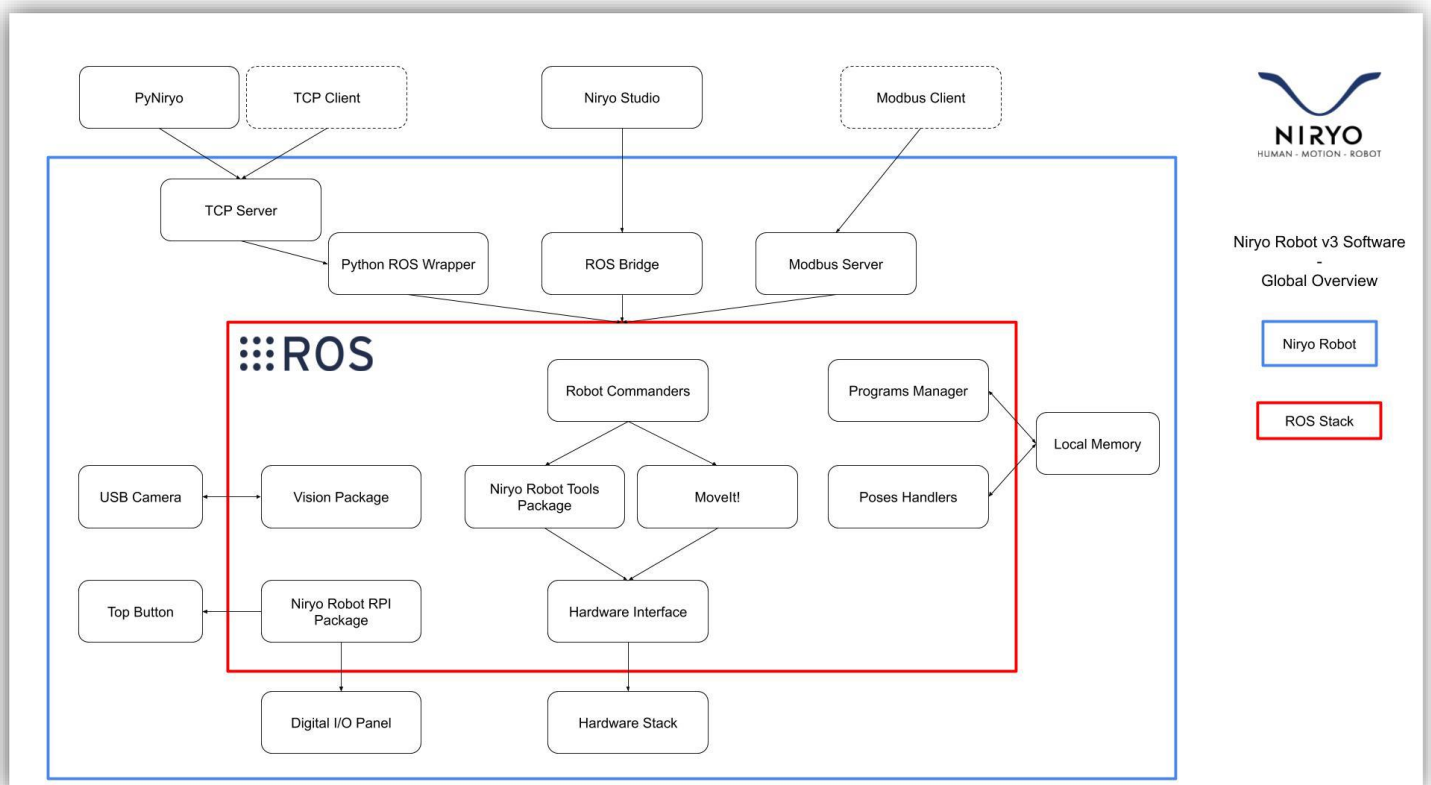 PyNiryo
TCP Client
Niryo Studio
Modbus Client
NIRYO
HUMAN - MOTION - ROBOT
TCP Server
Python ROS Wrapper
ROS Bridge
Modbus Server
Niryo Robot v3 Software
-
Global Overview
Niryo Robot
ROS Stack
ROS
Robot Commanders
Programs Manager
Local Memory
USB Camera
Vision Package
Niryo Robot Tools
Package
MoveIt!
Poses Handlers
Top Button
Niryo Robot RPI
Package
Hardware Interface
Digital I/O Panel
Hardware Stack